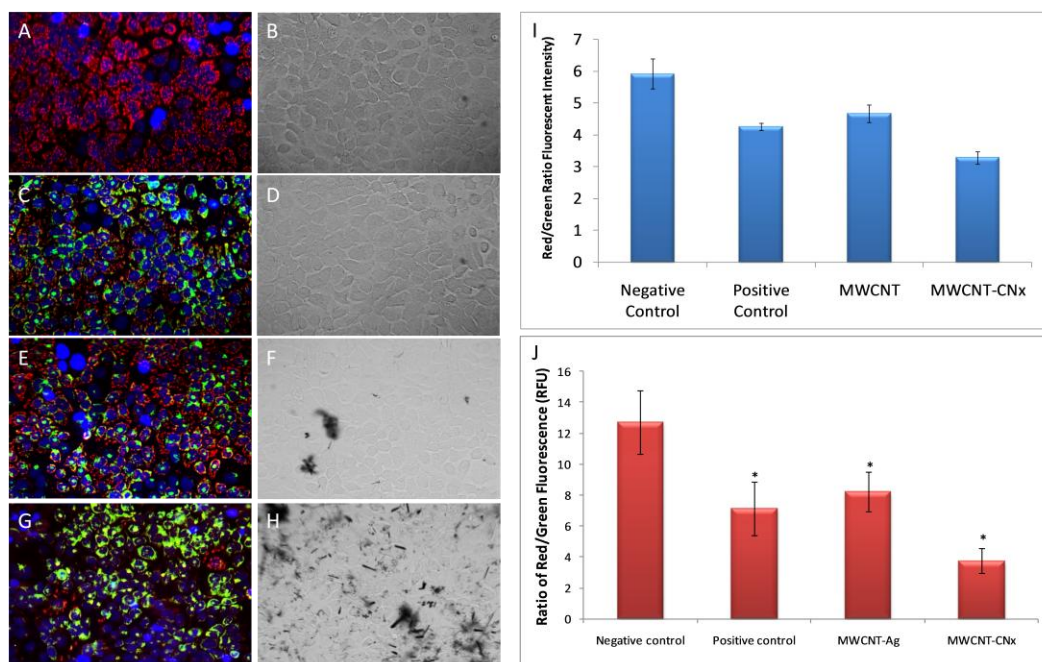 A
B
C
D
E
F
G
H
I
Red/Green Ratio Fluorescent Intensity
7
6
5
4
3
2
1
0
Negative Control
Positive Control
MWCNT
MWCNT-CNx
J
Ratio of Red/Green Fluorescence (RFU)
16
14
12
10
8
6
4
2
0
*
*
*
Negative control
Positive control
MWCNT-Ag
MWCNT-CNx